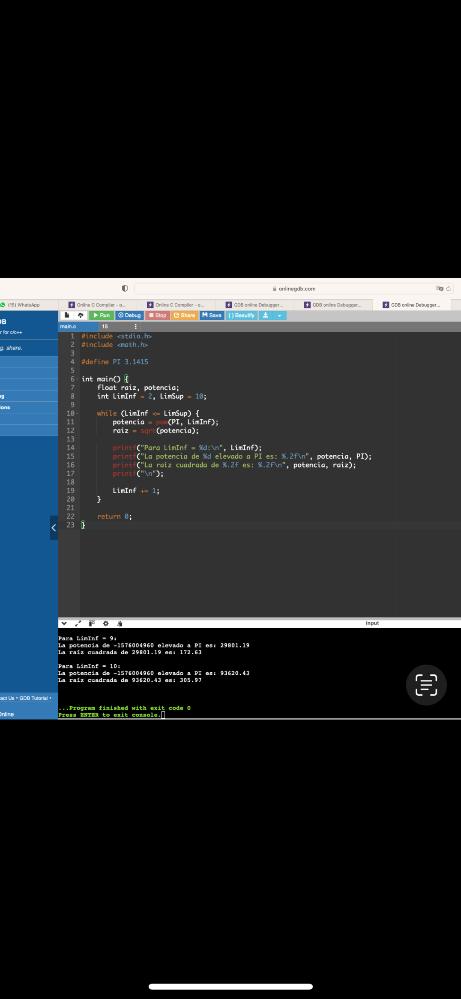 onlinegdb.com
(15) WhatsApp
Online C Compiler - o...
Online C Compiler - o...
GDB online Debugger...
GDB online Debugger...
GDB online Debugger...
DB
r for c/c++
g. share.
ng
ions
Run Debug Stop Share Save {} Beautify
main.c 15
1 #include <stdio.h>
2 #include <math.h>
3
4 #define PI 3.1415
5
6 int main() {
7 float raiz, potencia;
8 int LimInf = 2, LimSup = 10;
9
10 while (LimInf <= LimSup) {
11 potencia = pow(PI, LimInf);
12 raiz = sqrt(potencia);
13
14 printf("Para LimInf = %d:\n", LimInf);
15 printf("La potencia de %d elevado a PI es: %.2f\n", potencia, PI);
16 printf("La raíz cuadrada de %.2f es: %.2f\n", potencia, raiz);
17 printf("\n");
18
19 LimInf += 1;
20 }
21
22 return 0;
23 }
input
Para LimInf = 9:
La potencia de -1576004960 elevado a PI es: 29801.19
La raíz cuadrada de 29801.19 es: 172.63
Para LimInf = 10:
La potencia de -1576004960 elevado a PI es: 93620.43
La raíz cuadrada de 93620.43 es: 305.97
...Program finished with exit code 0
Press ENTER to exit console.
tact Us • GDB Tutorial •
Online